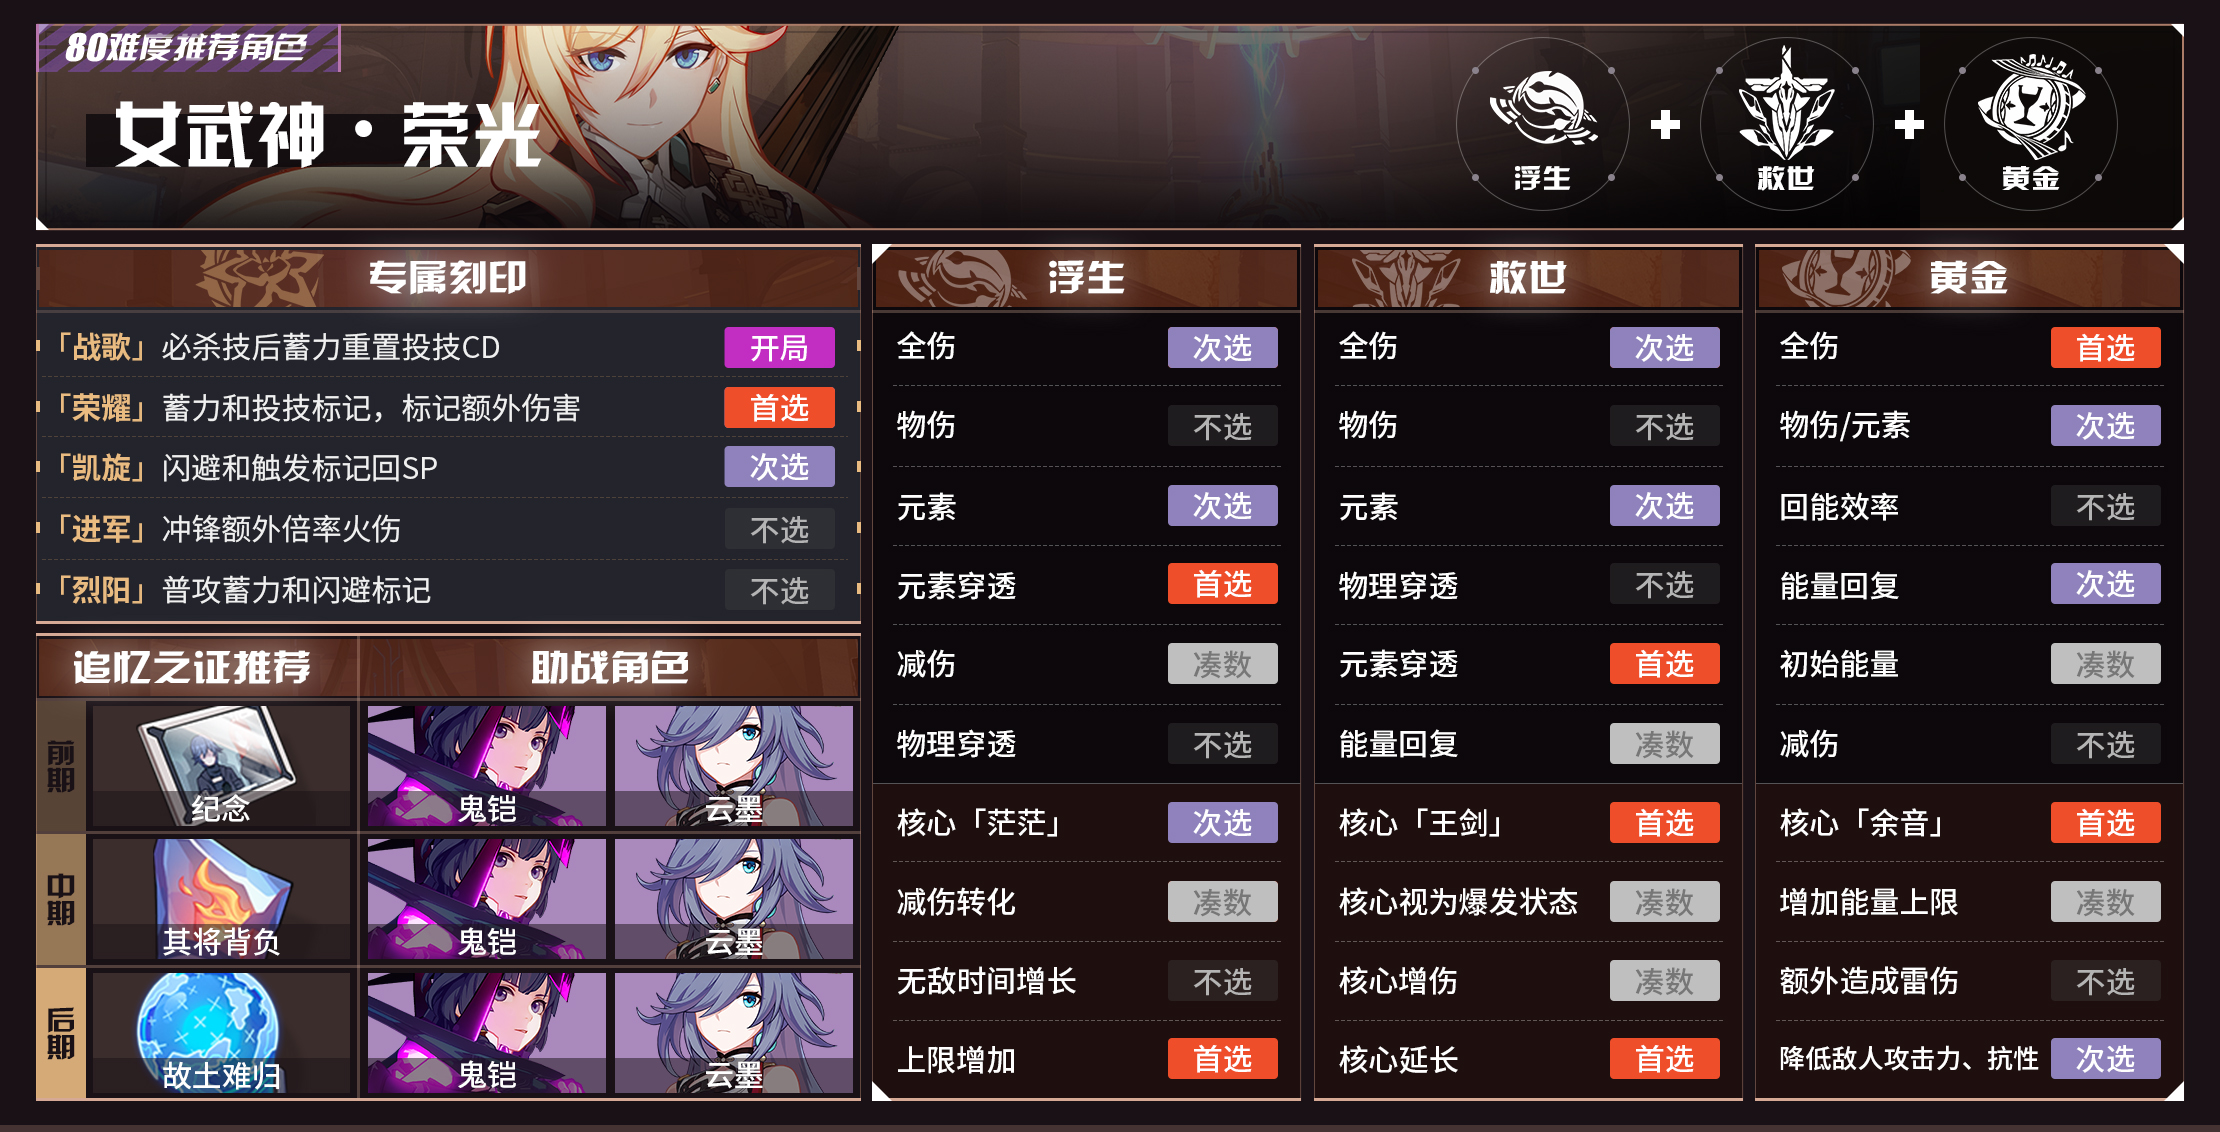 80难度推荐角色
女武神·荣光
浮生
+
救世
+
黄金
专属刻印
「战歌」必杀技后蓄力重置投技CD 开局
「荣耀」蓄力和投技标记，标记额外伤害 首选
「凯旋」闪避和触发标记回SP 次选
「进军」冲锋额外倍率火伤 不选
「烈阳」普攻蓄力和闪避标记 不选
追忆之证推荐 助战角色
前期 纪念 鬼铠 云墨
中期 其将背负 鬼铠 云墨
后期 故土难归 鬼铠 云墨
浮生
全伤 次选
物伤 不选
元素 次选
元素穿透 首选
减伤 凑数
物理穿透 不选
核心「茫茫」 次选
减伤转化 凑数
无敌时间增长 不选
上限增加 首选
救世
全伤 次选
物伤 不选
元素 次选
物理穿透 不选
元素穿透 首选
能量回复 凑数
核心「王剑」 首选
核心视为爆发状态 凑数
核心增伤 凑数
核心延长 首选
黄金
全伤 首选
物伤/元素 次选
回能效率 不选
能量回复 次选
初始能量 凑数
减伤 不选
核心「余音」 首选
增加能量上限 凑数
额外造成雷伤 不选
降低敌人攻击力、抗性 次选